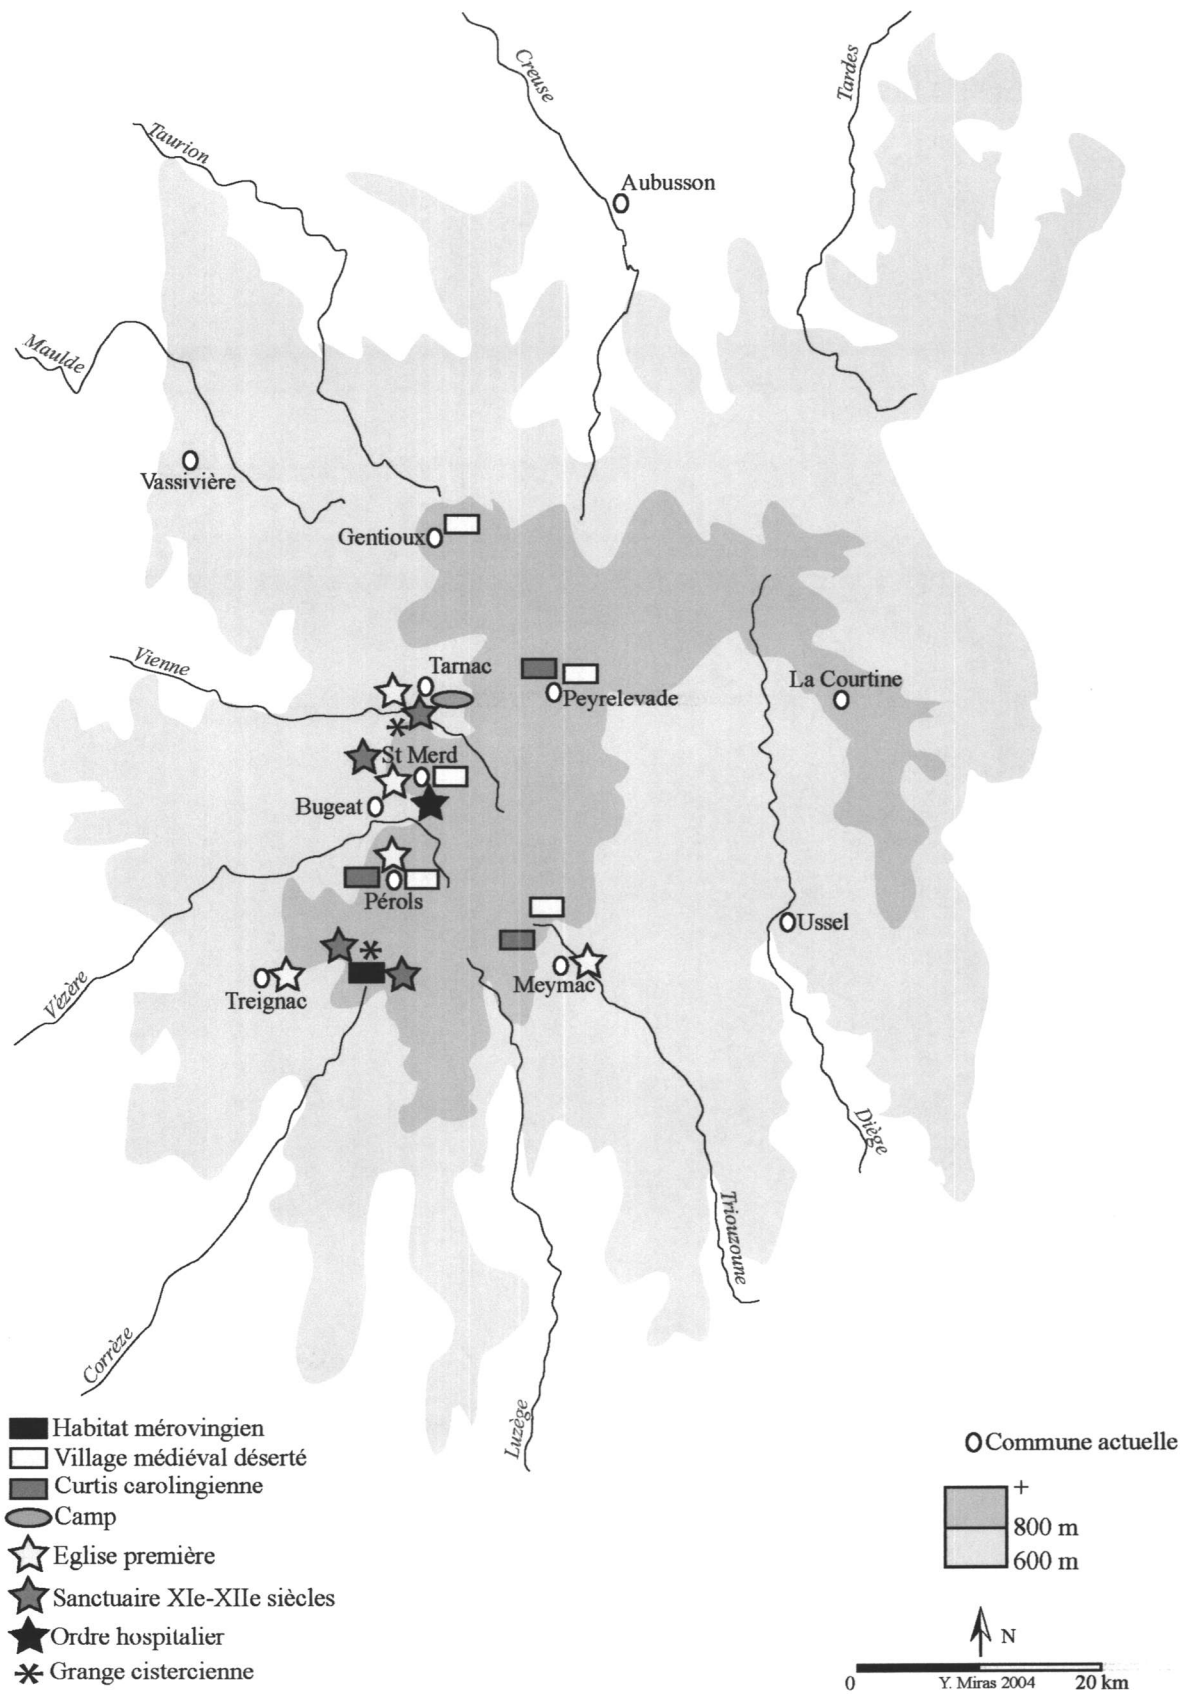 Creuse
Tardes
Taurion
Aubusson
Maulde
Vassivière
Gentioux
Vienne
Tarnac
Peyrelevade
La Courtine
St Merd
Bugeat
Pérols
Ussel
Vézère
Treignac
Meymac
Diège
Triouzoune
Corrèze
Luzège
Habitat mérovingien
Village médiéval déserté
Curtis carolingienne
Camp
Eglise première
Sanctuaire XIe-XIIe siècles
Ordre hospitalier
Grange cistercienne
Commune actuelle
+
800 m
600 m
N
0
Y. Miras 2004
20 km